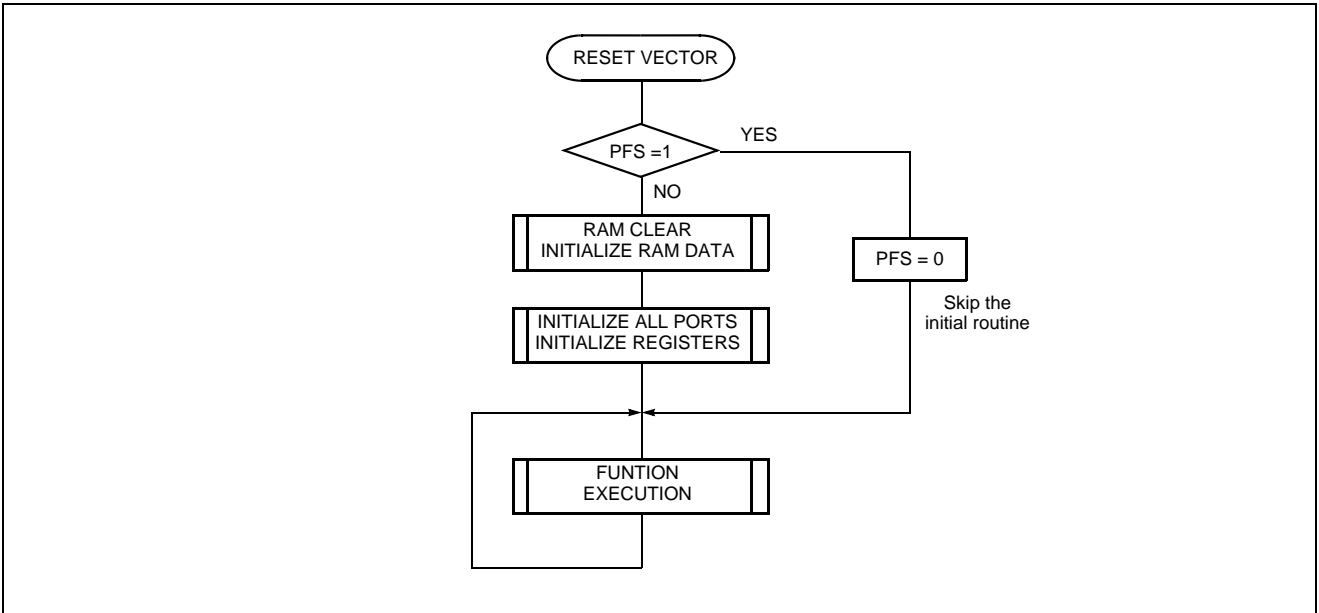 RESET VECTOR
YES
PFS =1
NO
RAM CLEAR
INITIALIZE RAM DATA
PFS = 0
Skip the
initial routine
INITIALIZE ALL PORTS
INITIALIZE REGISTERS
FUNTION
EXECUTION